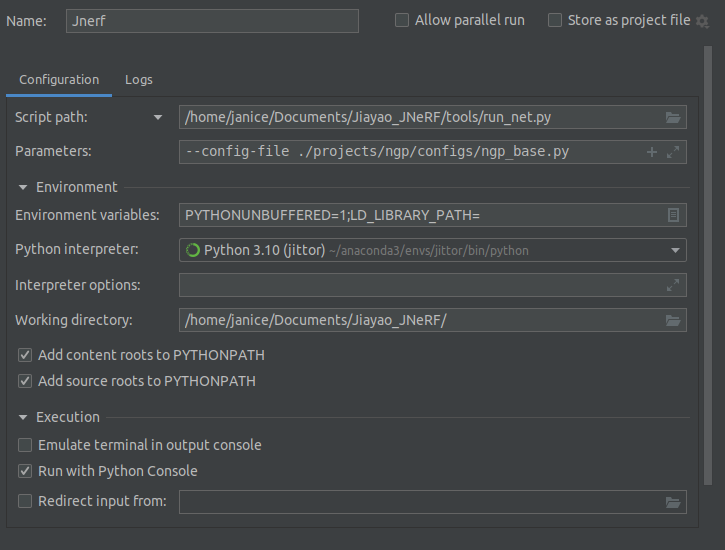 Name: Jnerf Allow parallel run Store as project file
Configuration Logs
Script path: /home/janice/Documents/Jiayao_JNeRF/tools/run_net.py
Parameters: --config-file ./projects/ngp/configs/ngp_base.py
Environment
Environment variables: PYTHONUNBUFFERED=1;LD_LIBRARY_PATH=
Python interpreter: Python 3.10 (jittor) ~/anaconda3/envs/jittor/bin/python
Interpreter options:
Working directory: /home/janice/Documents/Jiayao_JNeRF/
Add content roots to PYTHONPATH
Add source roots to PYTHONPATH
Execution
Emulate terminal in output console
Run with Python Console
Redirect input from: